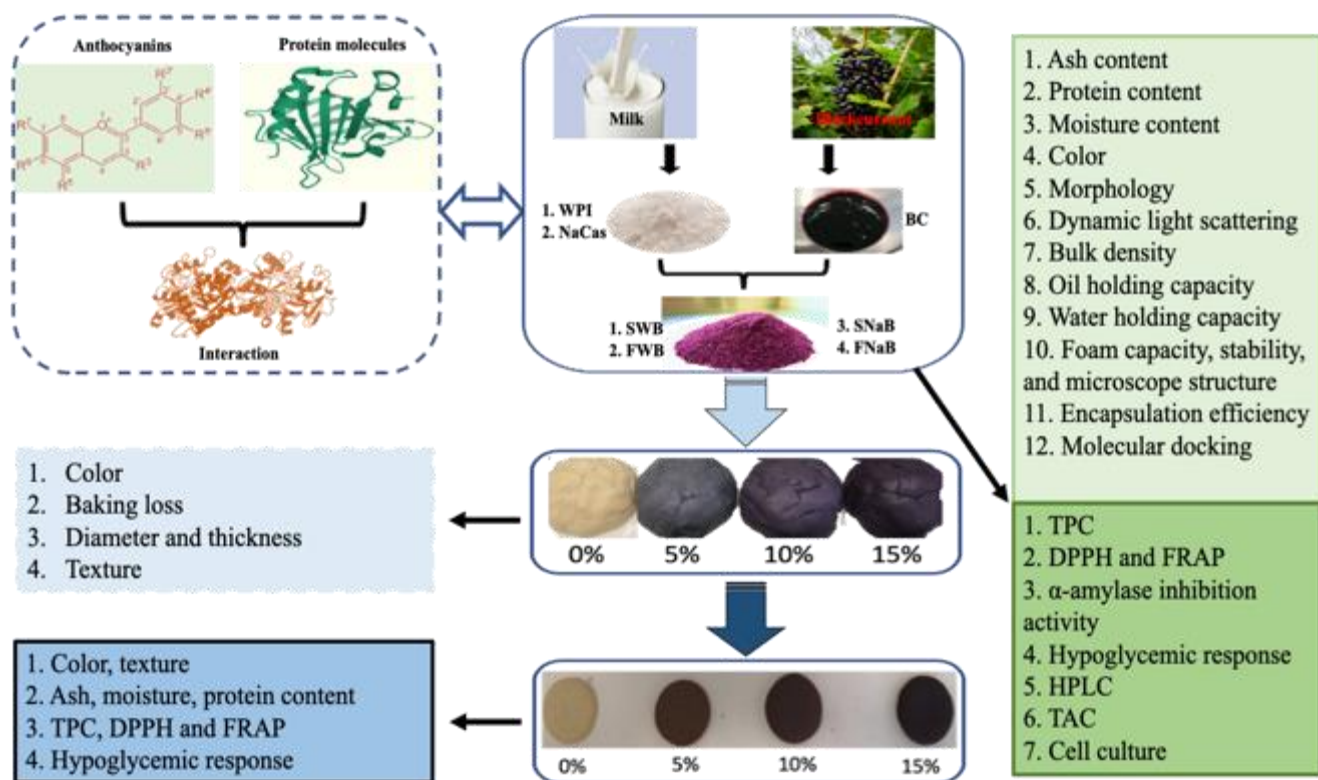 Anthocyanins
Protein molecules
Interaction
Milk
Blackcurrant
1. WPI
2. NaCas
BC
1. SWB
2. FWB
3. SNaB
4. FNaB
1. Ash content
2. Protein content
3. Moisture content
4. Color
5. Morphology
6. Dynamic light scattering
7. Bulk density
8. Oil holding capacity
9. Water holding capacity
10. Foam capacity, stability,
and microscope structure
11. Encapsulation efficiency
12. Molecular docking
1. TPC
2. DPPH and FRAP
3. α-amylase inhibition
activity
4. Hypoglycemic response
5. HPLC
6. TAC
7. Cell culture
1. Color
2. Baking loss
3. Diameter and thickness
4. Texture
0% 5% 10% 15%
1. Color, texture
2. Ash, moisture, protein content
3. TPC, DPPH and FRAP
4. Hypoglycemic response
0% 5% 10% 15%